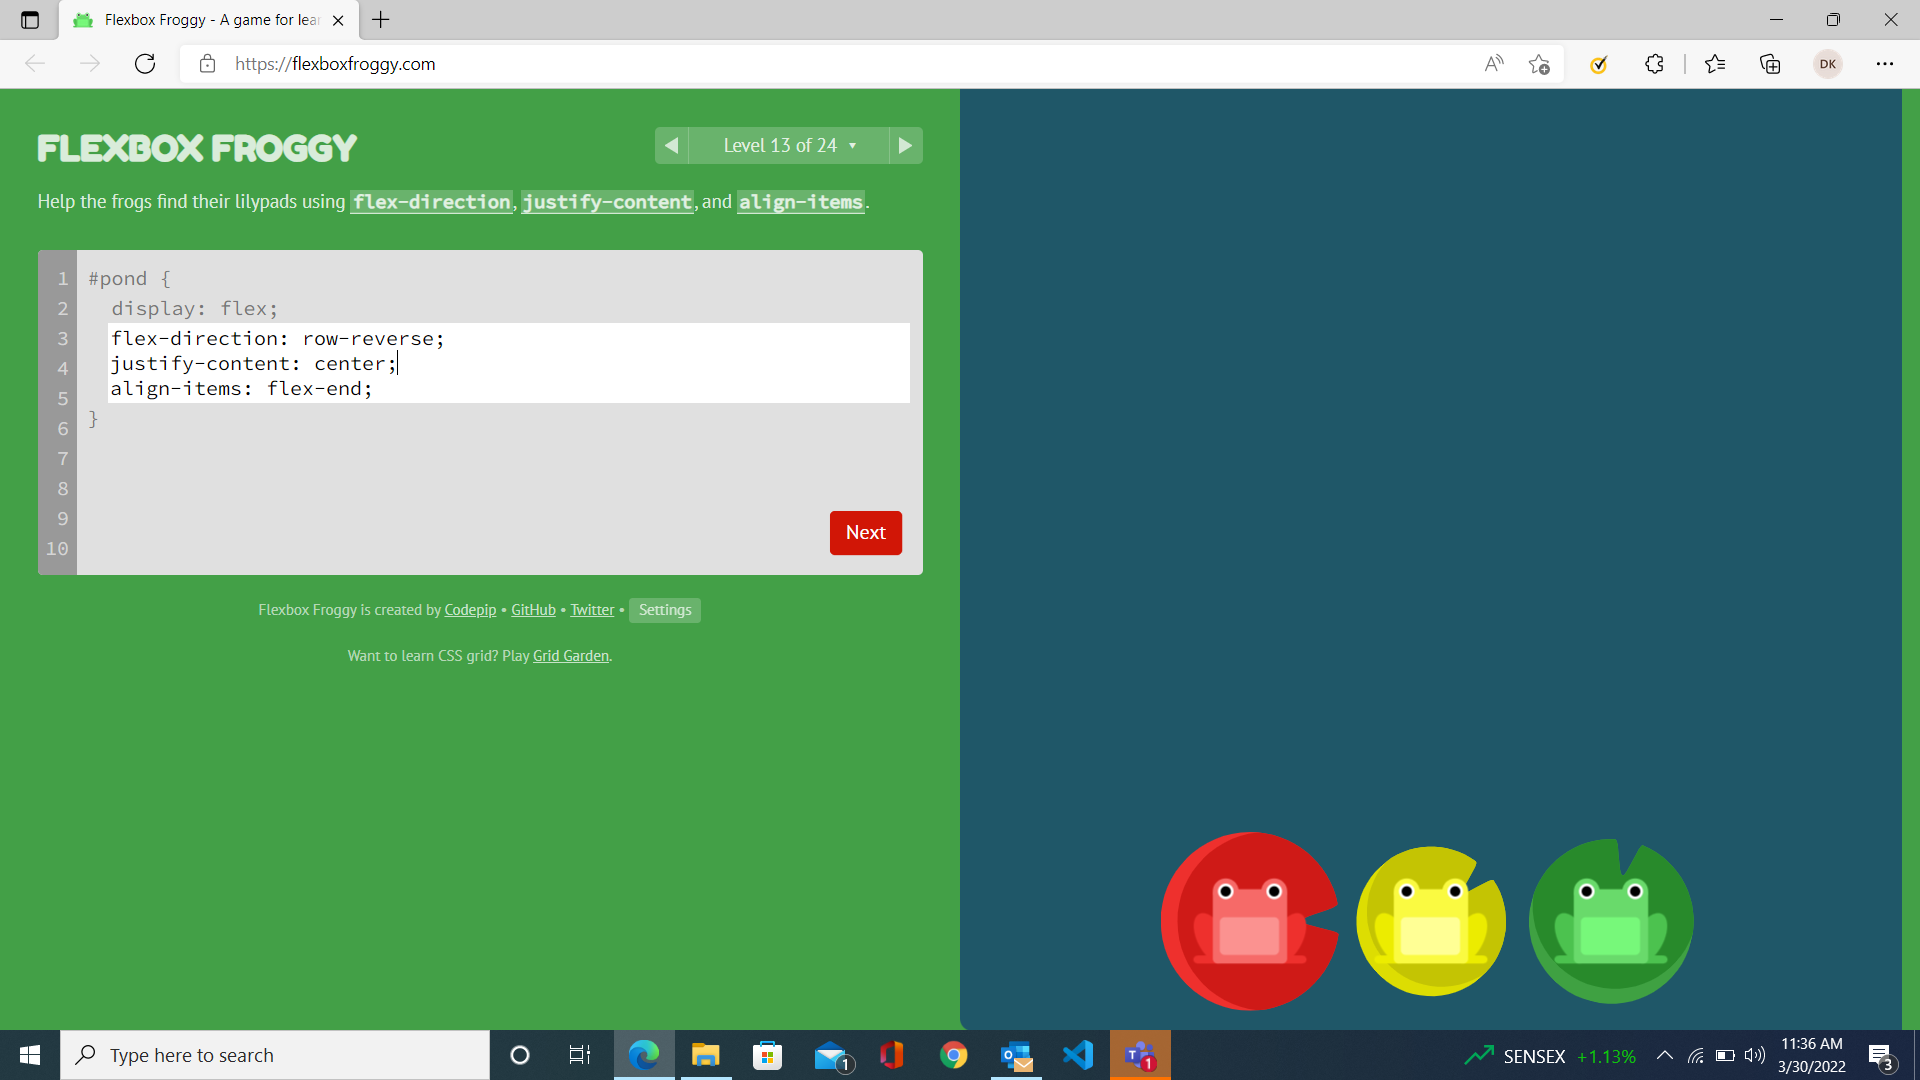 Flexbox Froggy - A game for lear
https://flexboxfroggy.com
DK
FLEXBOX FROGGY
Level 13 of 24
Help the frogs find their lilypads using flex-direction, justify-content, and align-items.
1 #pond {
2 display: flex;
3 flex-direction: row-reverse;
4 justify-content: center;
5 align-items: flex-end;
6 }
7
8
9
10
Next
Flexbox Froggy is created by Codepip • GitHub • Twitter • Settings
Want to learn CSS grid? Play Grid Garden.
Type here to search
1
1
SENSEX +1.13%
11:36 AM
3/30/2022
3